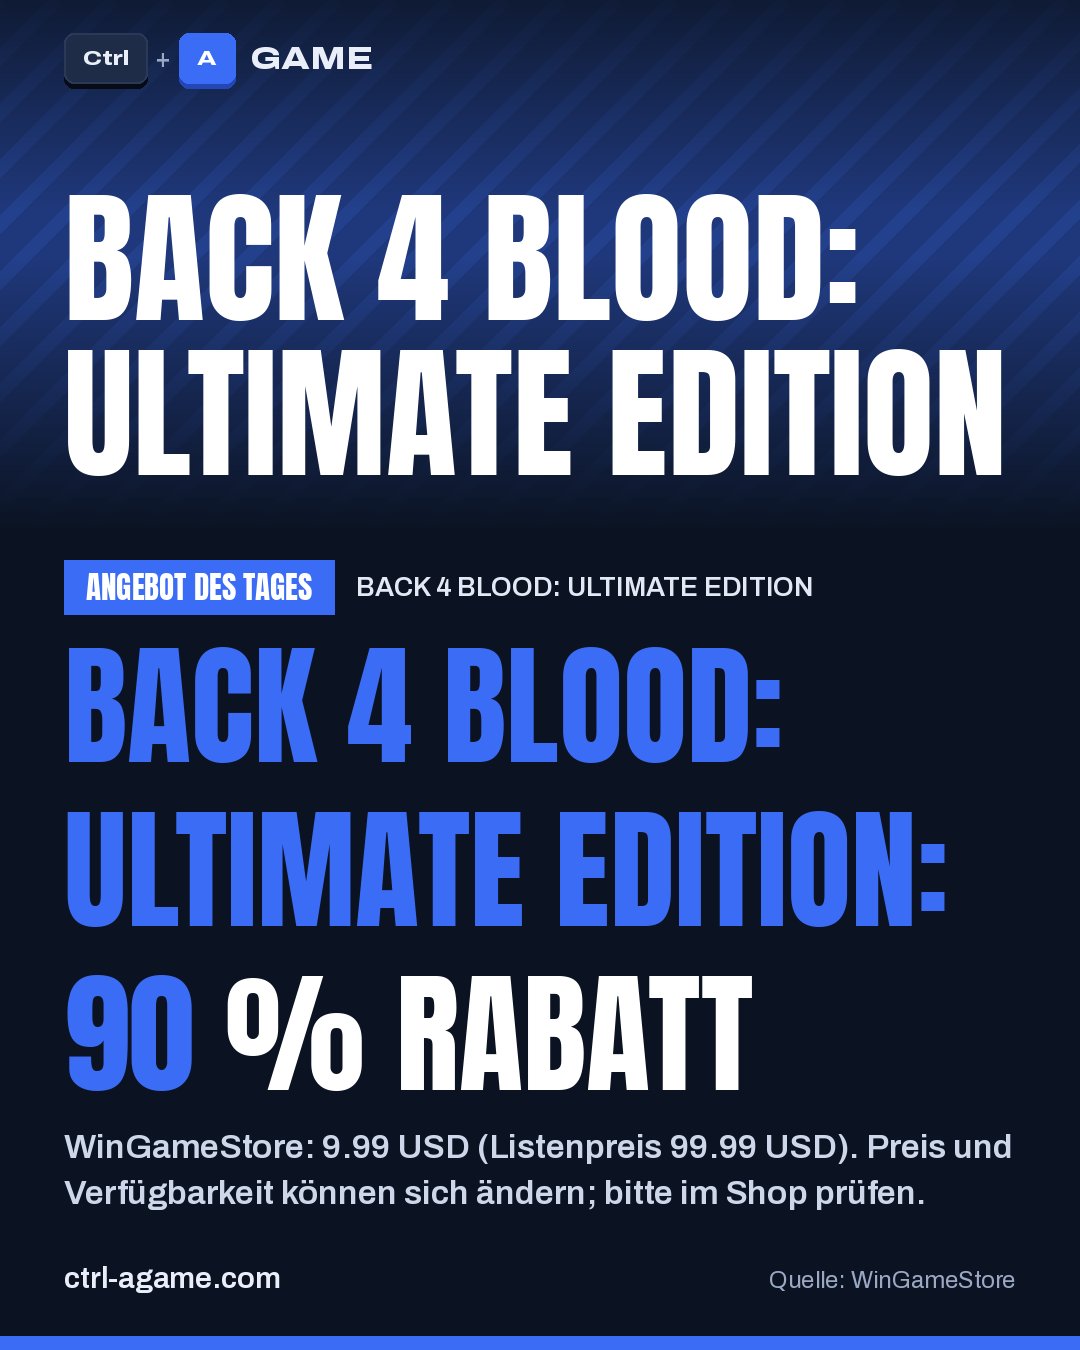 Ctrl + A GAME
BACK 4 BLOOD:
ULTIMATE EDITION
ANGEBOT DES TAGES BACK 4 BLOOD: ULTIMATE EDITION
BACK 4 BLOOD:
ULTIMATE EDITION:
90 % RABATT
WinGameStore: 9.99 USD (Listenpreis 99.99 USD). Preis und
Verfügbarkeit können sich ändern; bitte im Shop prüfen.
ctrl-agame.com Quelle: WinGameStore